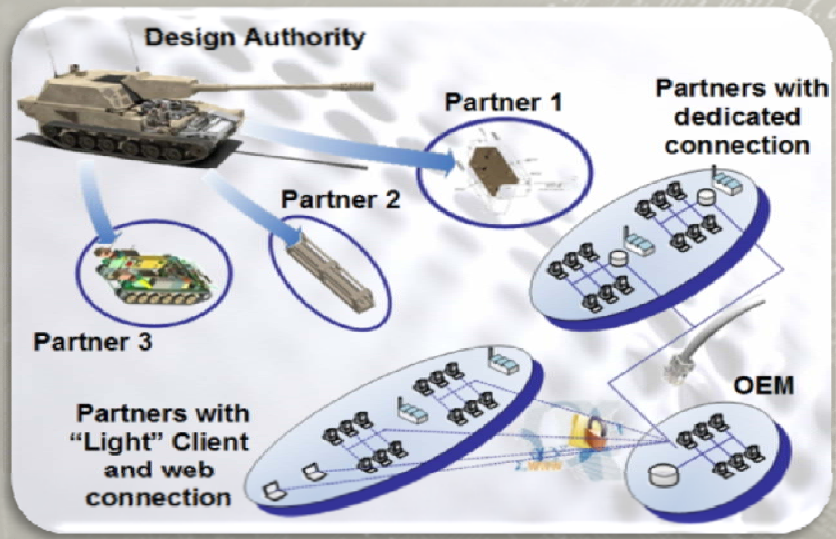 Design Authority
Partner 1
Partners with
dedicated
connection
Partner 2
Partner 3
OEM
Partners with
“Light” Client
and web
connection
www